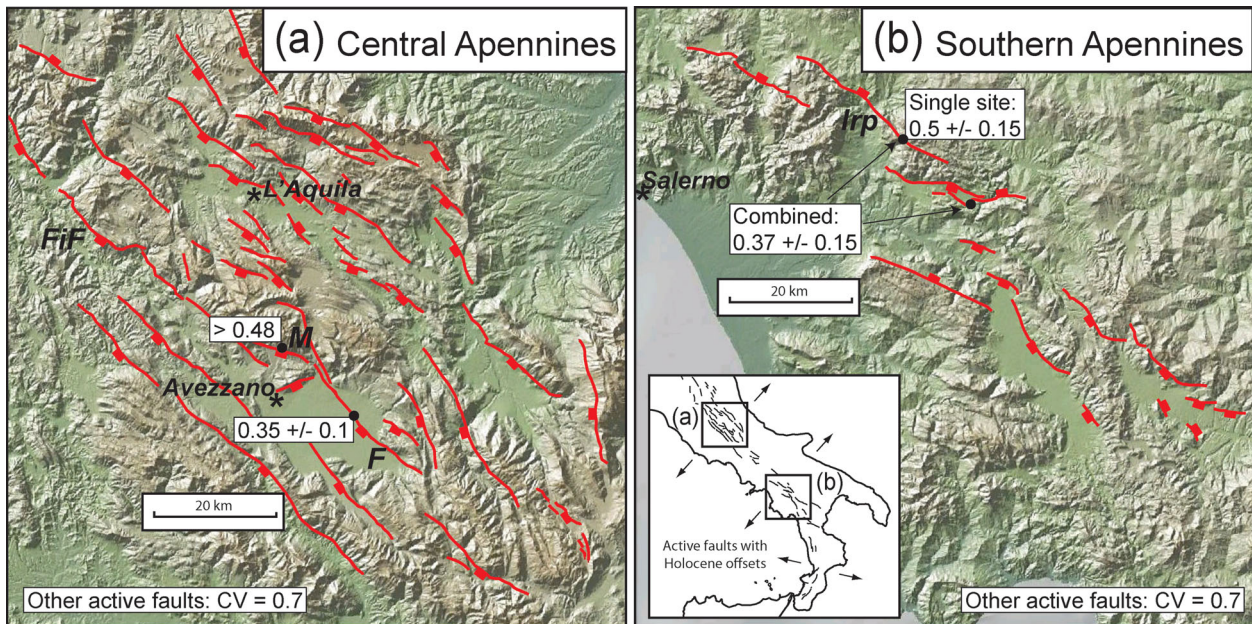 (a) Central Apennines
L'Aquila
*
FiF
> 0.48
M
Avezzano
*
0.35 +/- 0.1
F
20 km
Other active faults: CV = 0.7
(b) Southern Apennines
Irp
Single site:
0.5 +/- 0.15
Salerno
*
Combined:
0.37 +/- 0.15
20 km
(a)
(b)
Active faults with
Holocene offsets
Other active faults: CV = 0.7